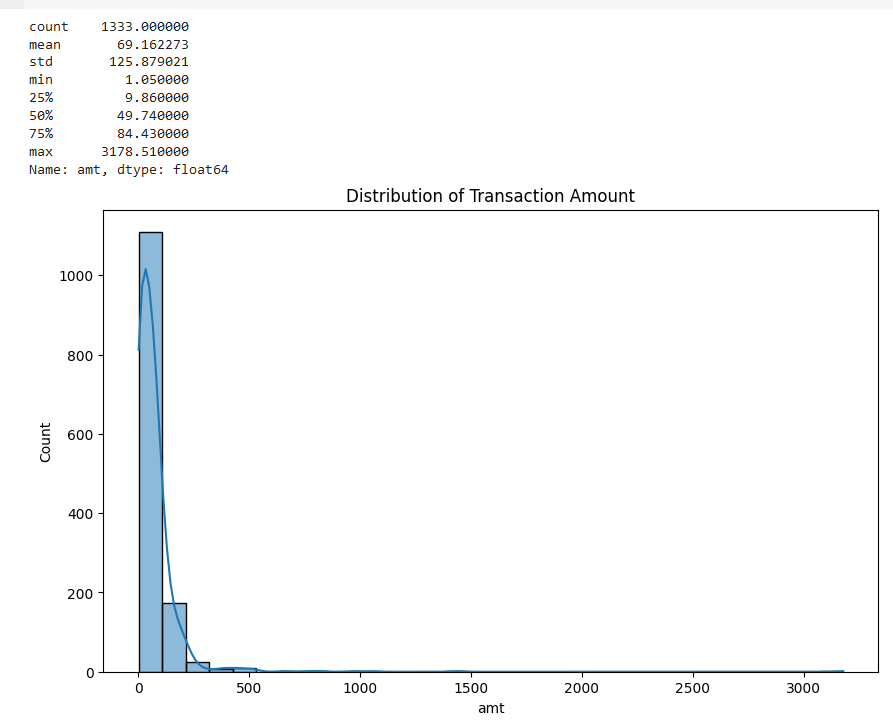 count 1333.000000
mean 69.162273
std 125.879021
min 1.050000
25% 9.860000
50% 49.740000
75% 84.430000
max 3178.510000
Name: amt, dtype: float64
Distribution of Transaction Amount
1000
800
600
400
200
0
Count
0 500 1000 1500 2000 2500 3000
amt